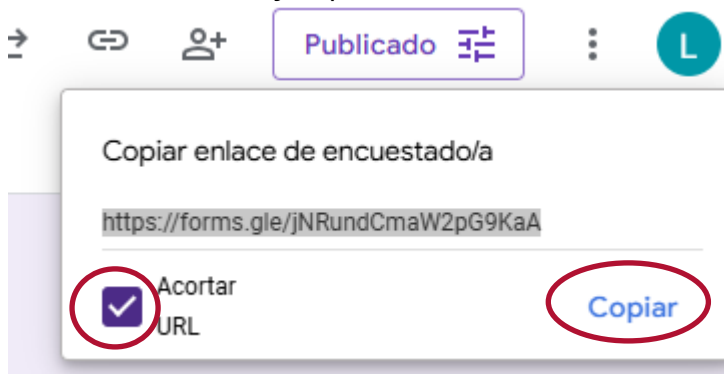 Publicado
L
Copiar enlace de encuestado/a
https://forms.gle/jNRundCmaW2pG9KaA
Acortar
URL
Copiar